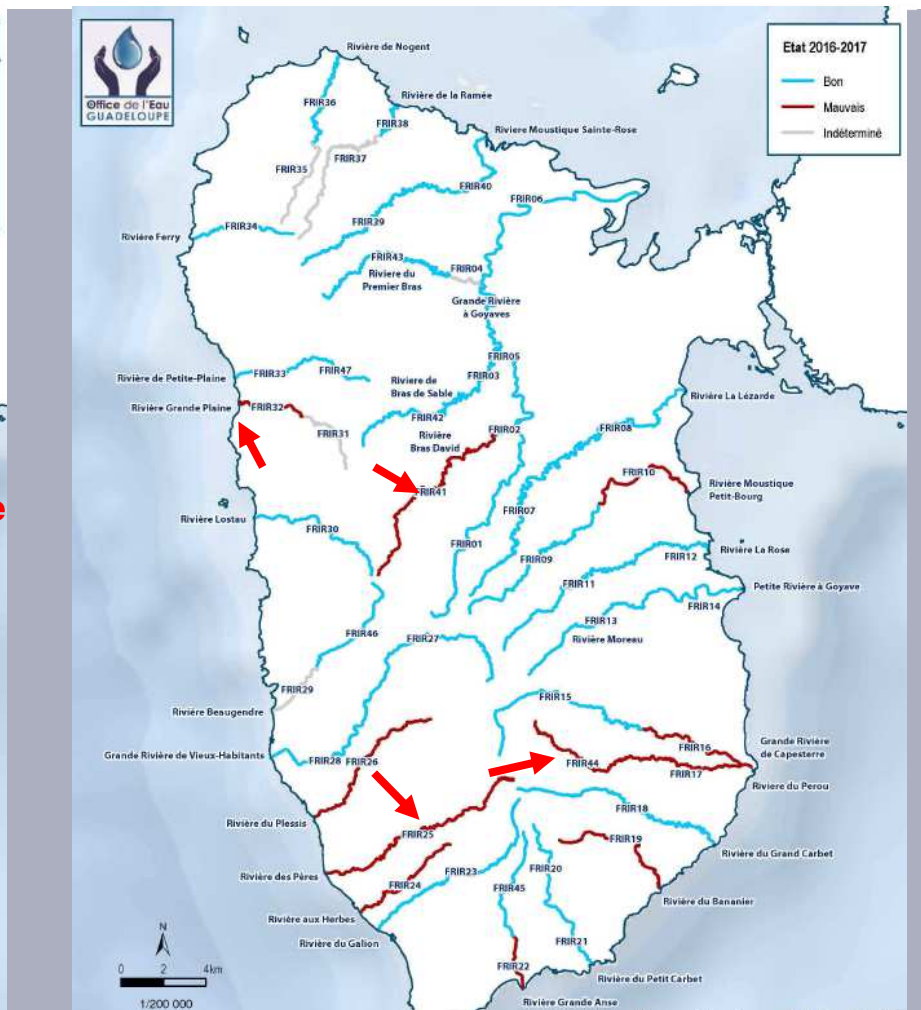 Office de l'Eau
GUADELOUPE
Etat 2016-2017
Bon
Mauvais
Indéterminé
Rivière de Nogent
FRIR36
Rivière de la Ramée
FRIR38
Riviere Moustique Sainte-Rose
FRIR37
FRIR35
FRIR40
FRIR06
FRIR39
FRIR34
Rivière Ferry
FRIR43
FRIR04
Riviere du
Premier Bras
Grande Rivière
à Goyaves
FRIR05
Rivière de Petite-Plaine
FRIR33
FRIR47
FRIR03
Riviere de
Bras de Sable
Rivière La Lézarde
Rivière Grande Plaine
FRIR32
FRIR42
FRIR31
FRIR02
FRIR08
Rivière
Bras David
FRIR10
e
FRIR41
Rivière Moustique
Petit-Bourg
Rivière Lostau
FRIR30
FRIR07
FRIR01
FRIR09
FRIR12
Rivière La Rose
FRIR11
Petite Rivière à Goyave
FRIR14
FRIR13
FRIR46
FRIR27
Rivière Moreau
FRIR29
FRIR15
Rivière Beaugendre
Grande Rivière
de Capesterre
FRIR16
Grande Rivière de Vieux-Habitants
FRIR28
FRIR26
FRIR44
FRIR17
Riviere du Perou
FRIR18
Rivière du Plessis
FRIR25
FRIR19
Rivière du Grand Carbet
Rivière des Pères
FRIR23
FRIR20
FRIR24
FRIR45
Rivière du Bananier
Rivière aux Herbes
Rivière du Galion
FRIR21
N
FRIR22
Rivière du Petit Carbet
0 2 4km
Rivière Grande Anse
1/200 000